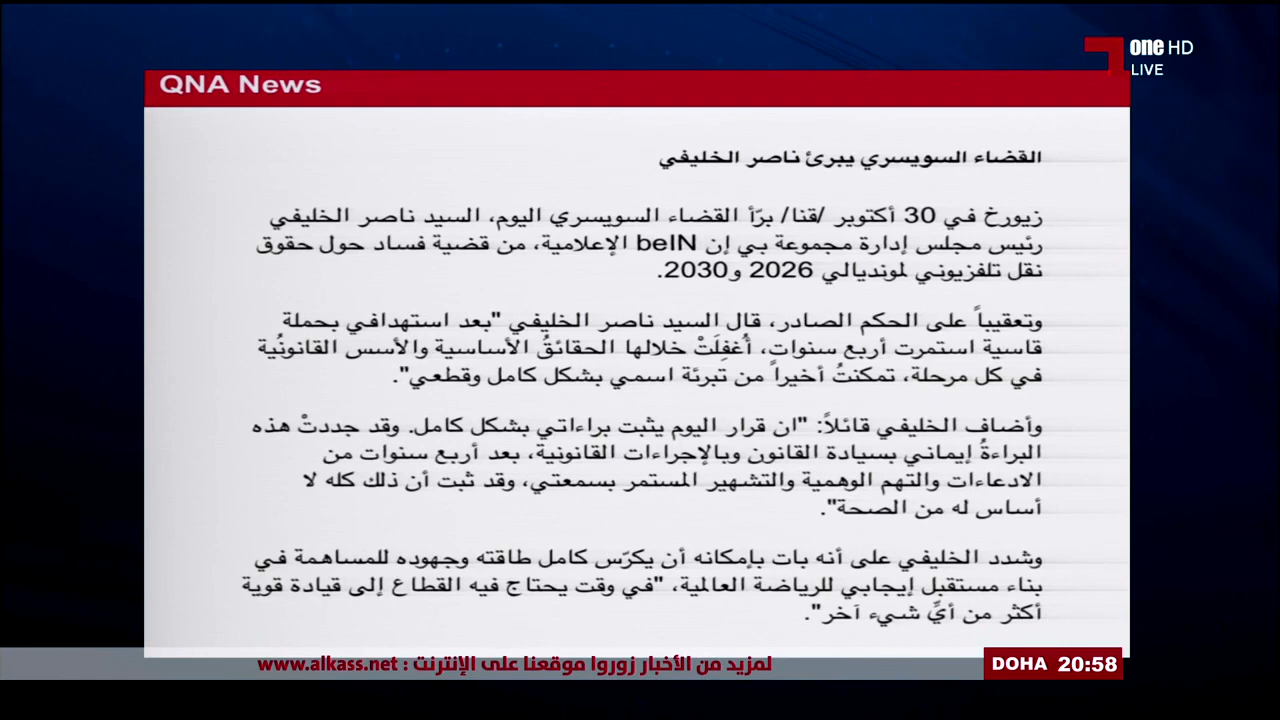 one HD
LIVE
QNA News
القضاء السويسري يبرئ ناصر الخليفي
زيورخ في 30 أكتوبر /قنا/ برّأ القضاء السويسري اليوم، السيد ناصر الخليفي
رئيس مجلس إدارة مجموعة بي إن beIN الإعلامية، من قضية فساد حول حقوق
نقل تلفزيوني لمونديالي 2026 و2030.
وتعقيباً على الحكم الصادر، قال السيد ناصر الخليفي "بعد استهدافي بحملة
قاسية استمرت أربع سنوات، أُغفِلَتْ خلالها الحقائقُ الأساسية والأسس القانونُية
في كل مرحلة، تمكنتُ أخيراً من تبرئة اسمي بشكل كامل وقطعي".
وأضاف الخليفي قائلاً: "ان قرار اليوم يثبت براءاتي بشكل كامل. وقد جددتْ هذه
البراءةُ إيماني بسيادة القانون وبالإجراءات القانونية، بعد أربع سنوات من
الادعاءات والتهم الوهمية والتشهير المستمر بسمعتي، وقد ثبت أن ذلك كله لا
أساس له من الصحة".
وشدد الخليفي على أنه بات بإمكانه أن يكرّس كامل طاقته وجهوده للمساهمة في
بناء مستقبل إيجابي للرياضة العالمية، "في وقت يحتاج فيه القطاع إلى قيادة قوية
أكثر من أيِّ شيء آخر".
لمزيد من الأخبار زوروا موقعنا على الإنترنت : www.alkass.net
DOHA 20:58